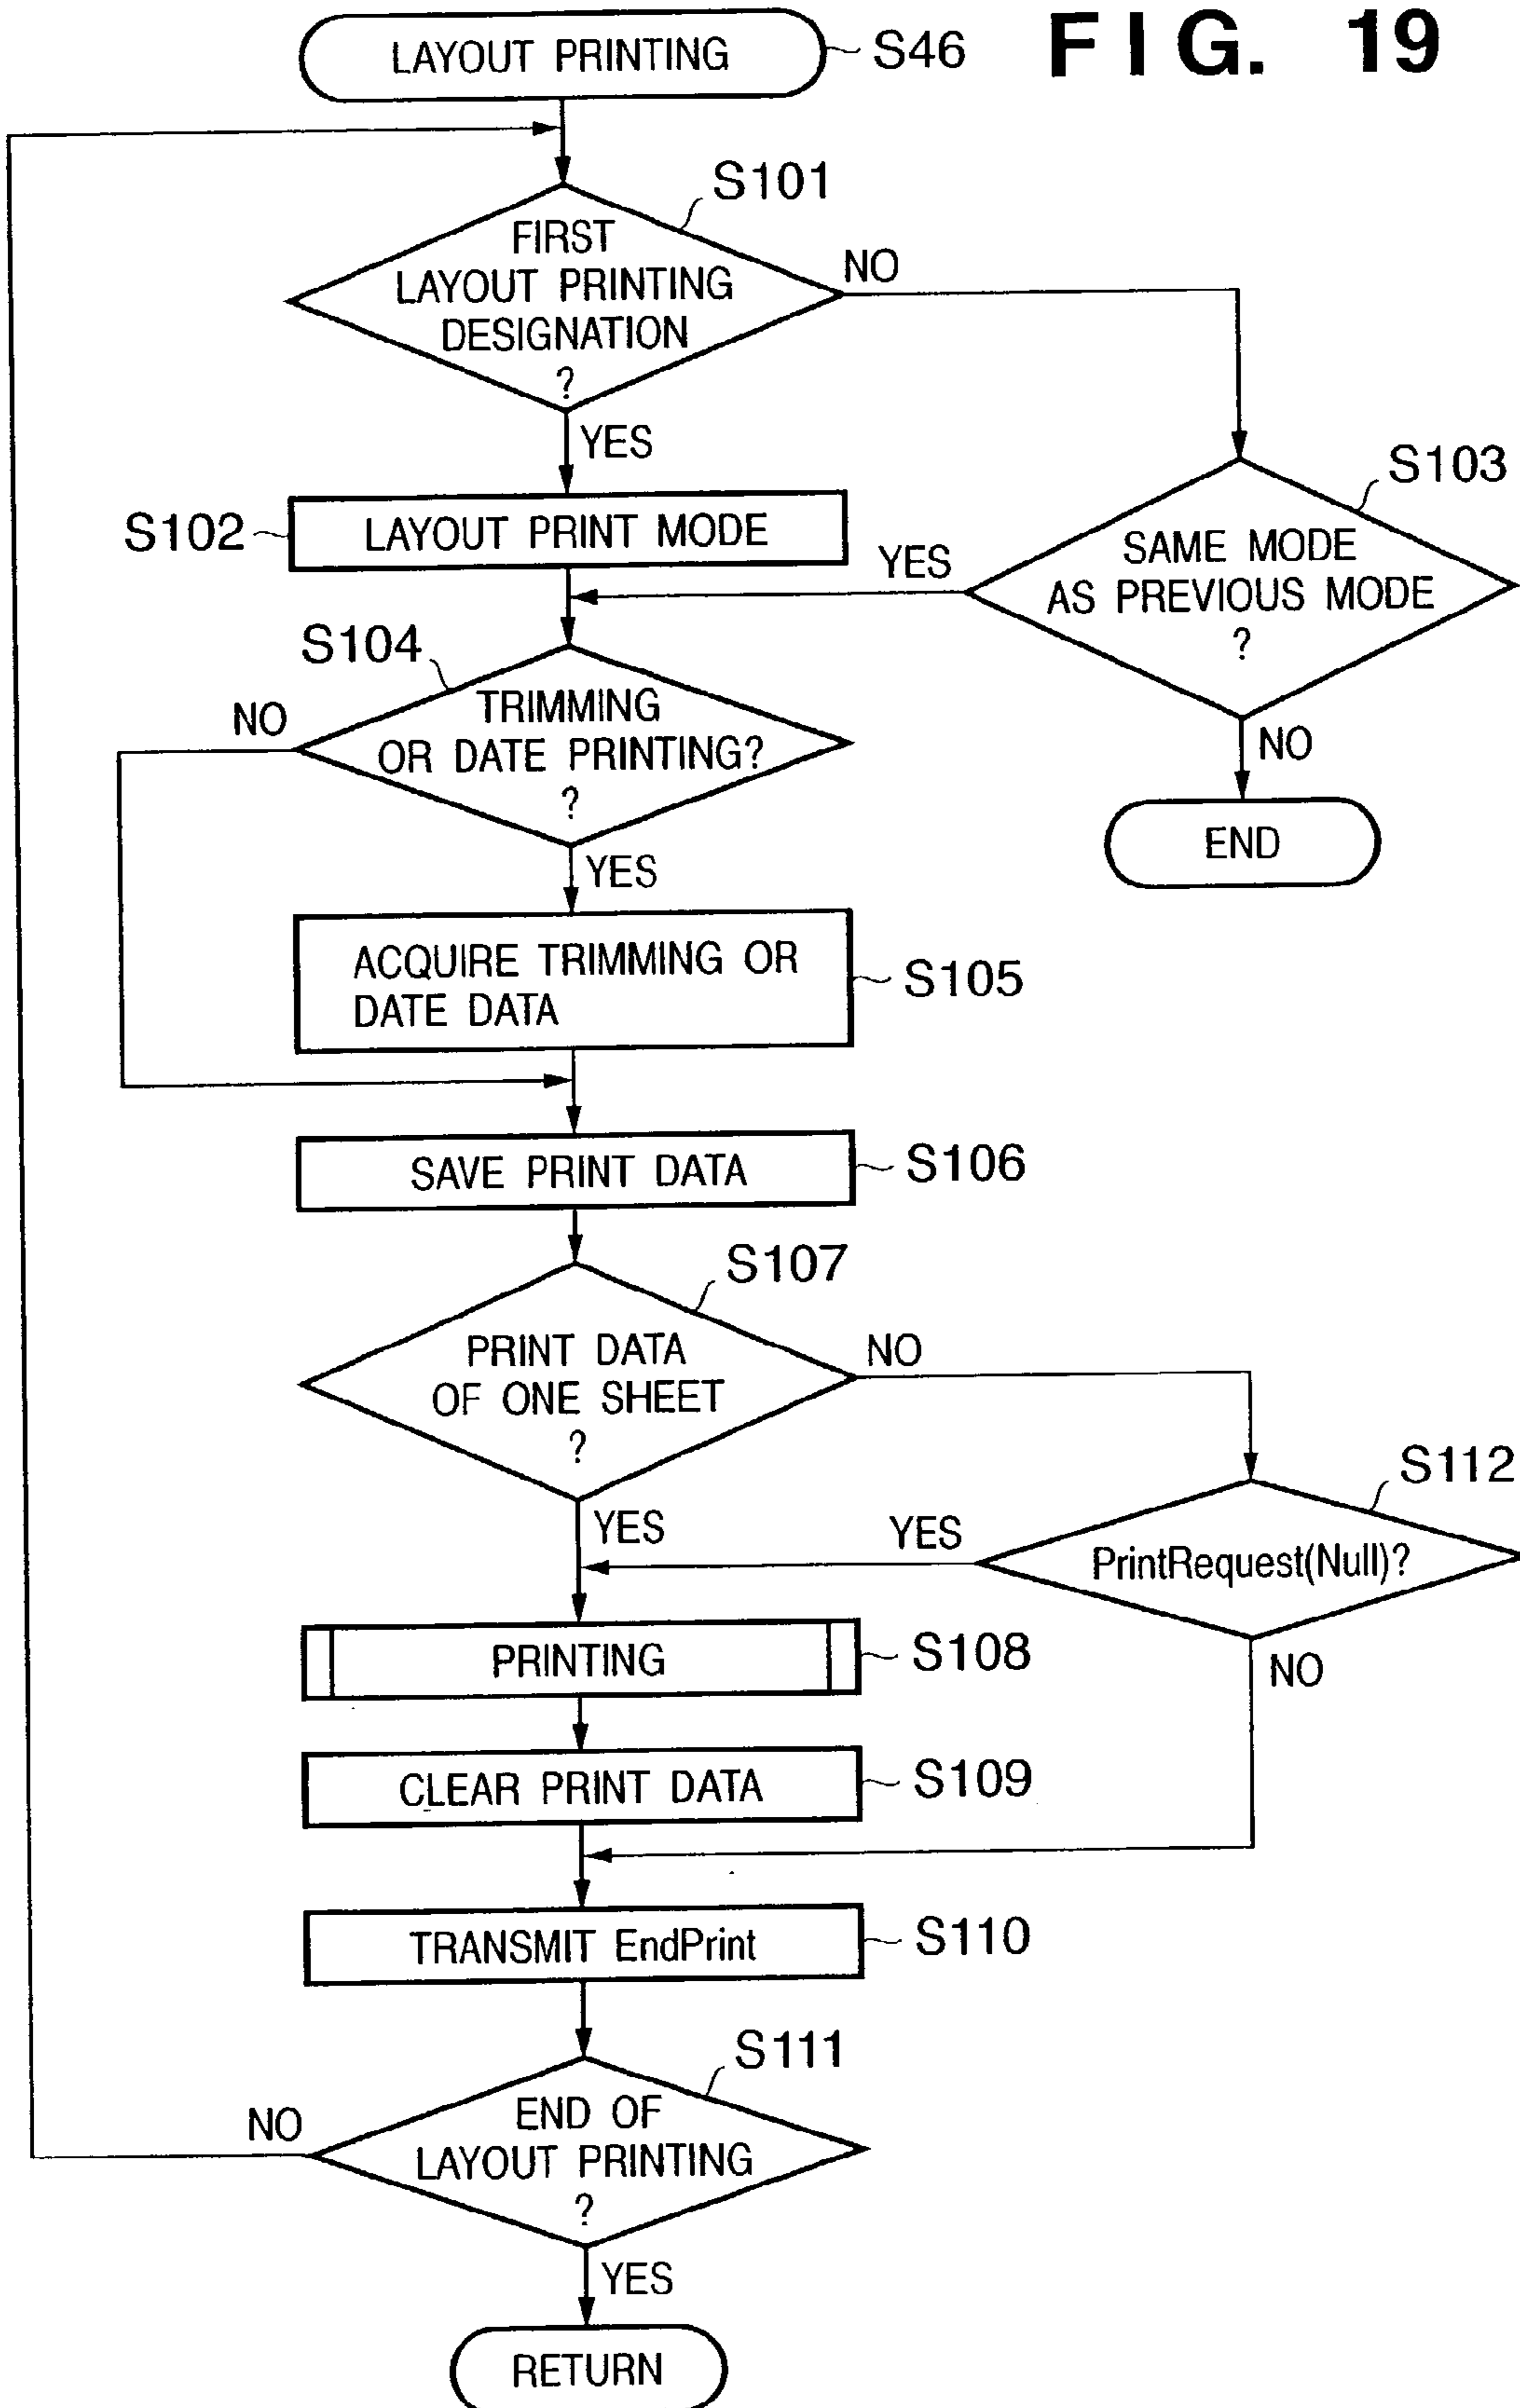 LAYOUT PRINTING
S46
FIG. 19
S101
FIRST
LAYOUT PRINTING
DESIGNATION
?
NO
YES
S103
S102
LAYOUT PRINT MODE
SAME MODE
AS PREVIOUS MODE
?
YES
NO
END
S104
TRIMMING
OR DATE PRINTING?
?
NO
YES
ACQUIRE TRIMMING OR
DATE DATA
S105
SAVE PRINT DATA
S106
S107
PRINT DATA
OF ONE SHEET
?
NO
YES
S112
PrintRequest(Null)?
YES
NO
PRINTING
S108
CLEAR PRINT DATA
S109
TRANSMIT EndPrint
S110
S111
END OF
LAYOUT PRINTING
?
NO
YES
RETURN